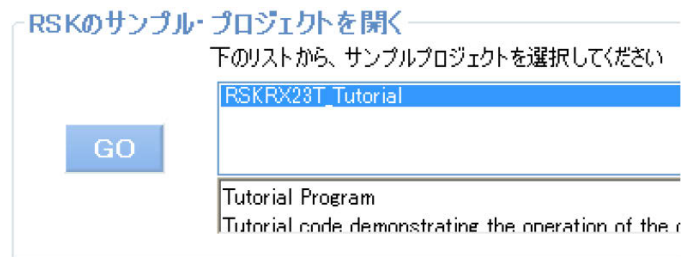 RSKのサンプル・プロジェクトを開く
下のリストから、サンプルプロジェクトを選択してください
RSKRX23T_Tutorial
GO
Tutorial Program
Tutorial code demonstrating the operation of the